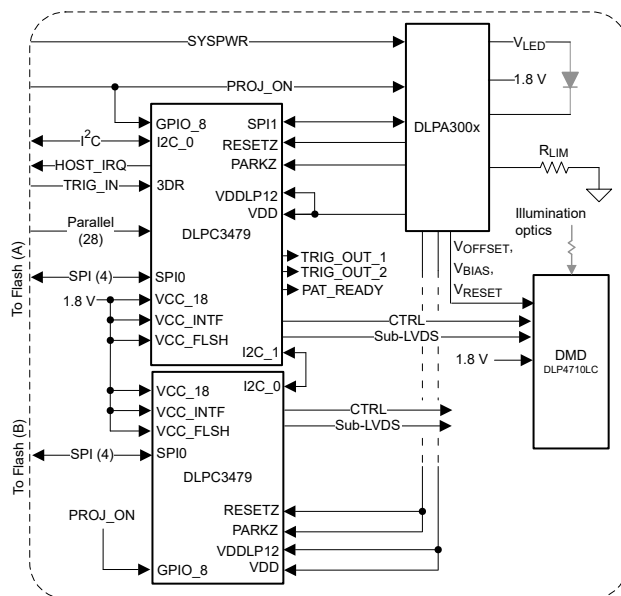 SYSPWR
PROJ_ON
GPIO_8
I2C
I2C_0
HOST_IRQ
TRIG_IN
3DR
Parallel
(28)
To Flash (A)
SPI (4)
SPI0
1.8 V
VCC_18
VCC_INTF
VCC_FLSH
DLPC3479
SPI1
RESETZ
PARKZ
VDDLP12
VDD
TRIG_OUT_1
TRIG_OUT_2
PAT_READY
CTRL
Sub-LVDS
I2C_1
DLPA300x
VLED
1.8 V
RLIM
Illumination
optics
VOFFSET,
VBIAS,
VRESET
1.8 V
DMD
DLP4710LC
I2C_0
VCC_18
VCC_INTF
VCC_FLSH
To Flash (B)
SPI (4)
SPI0
DLPC3479
CTRL
Sub-LVDS
RESETZ
PARKZ
VDDLP12
VDD
PROJ_ON
GPIO_8